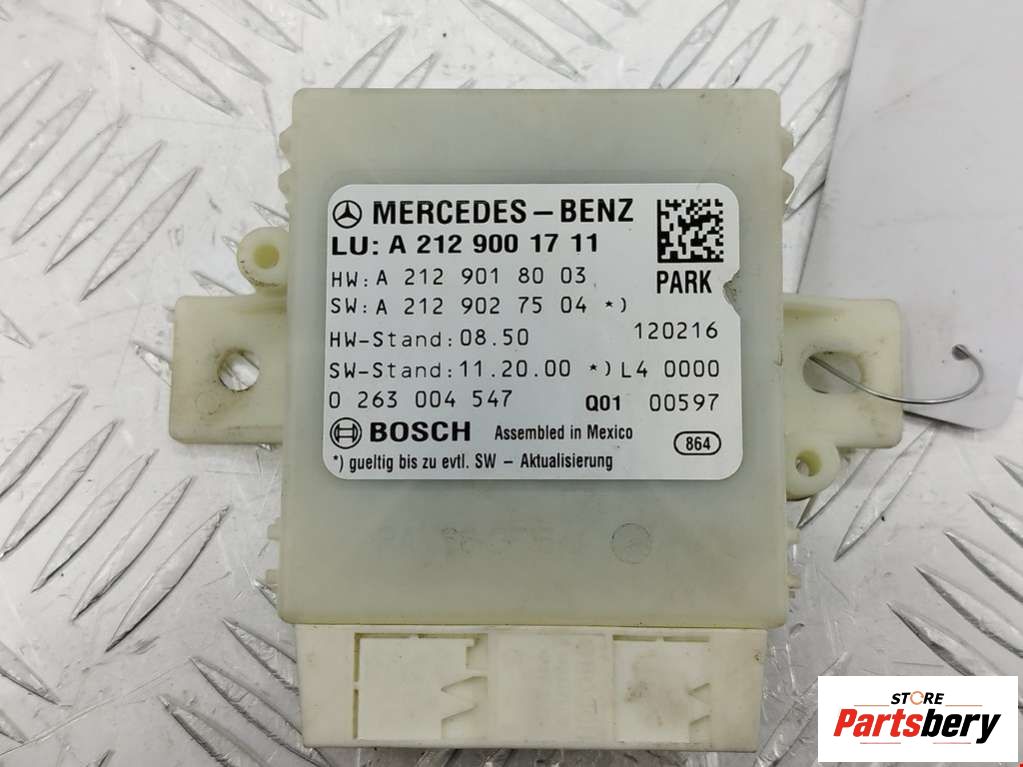 MERCEDES-BENZ
LU: A 212 900 17 11
HW: A 212 901 80 03
PARK
SW: A 212 902 75 04 *)
HW-Stand: 08.50
120216
SW-Stand: 11.20.00 *) L4 0000
0 263 004 547
Q01 00597
BOSCH Assembled in Mexico
864
*) gueltig bis zu evtl. SW - Aktualisierung
STORE
Partsbery